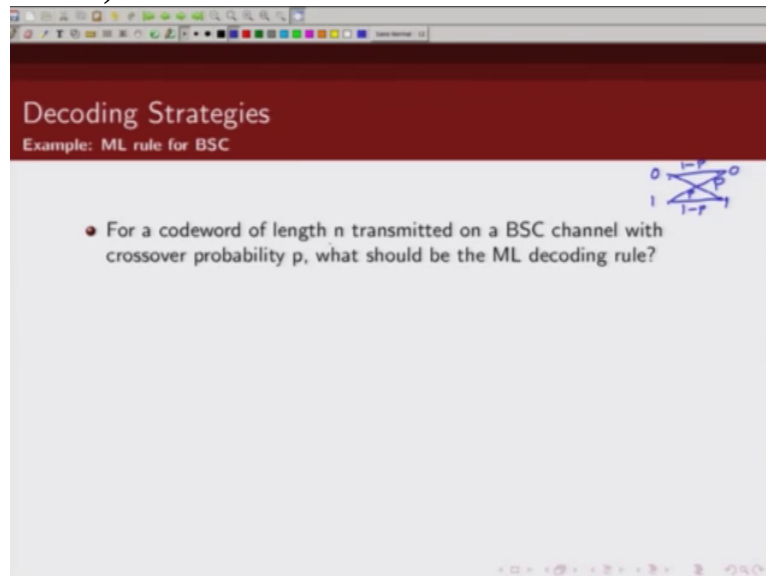 Decoding Strategies
Example: ML rule for BSC
0 1-P 0
P
P
1 1-P 1
For a codeword of length n transmitted on a BSC channel with
crossover probability p, what should be the ML decoding rule?